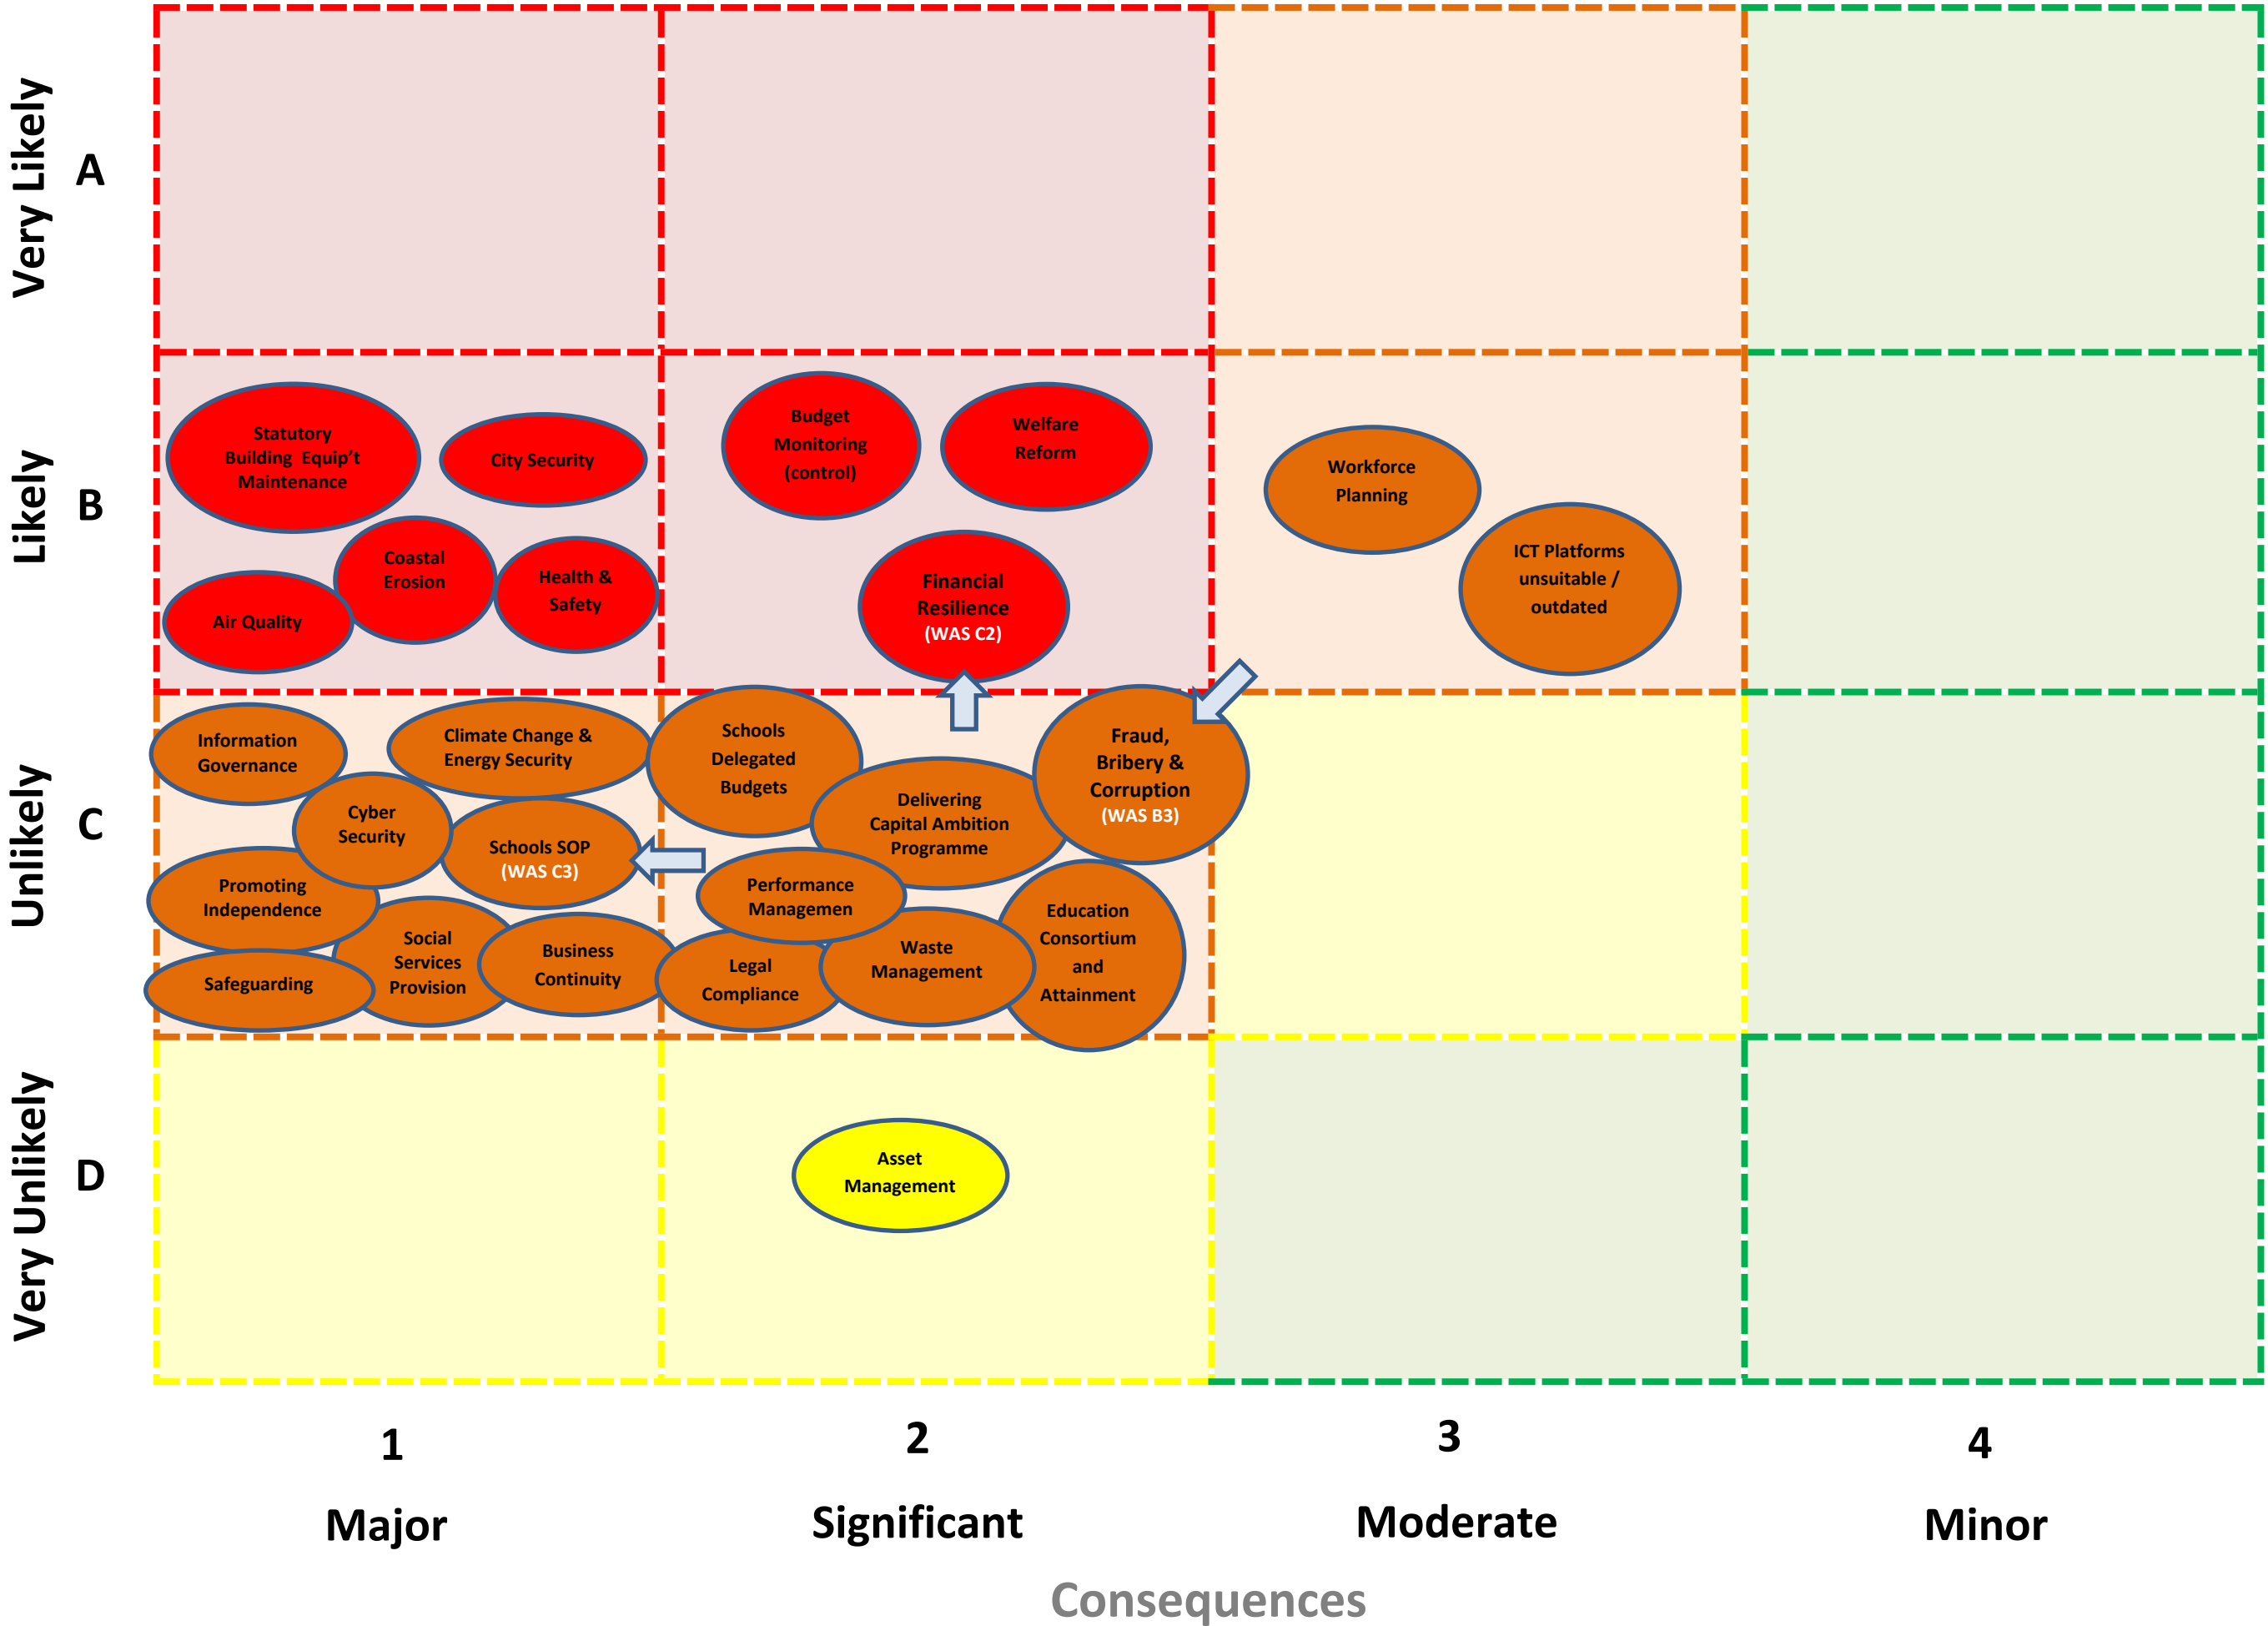 Very Likely
A
Likely
B
Statutory
Building Equip't
Maintenance
City Security
Coastal
Erosion
Health &
Safety
Air Quality
Budget
Monitoring
(control)
Welfare
Reform
Financial
Resilience
(WAS C2)
Workforce
Planning
ICT Platforms
unsuitable /
outdated
Unlikely
C
Information
Governance
Climate Change &
Energy Security
Cyber
Security
Schools SOP
(WAS C3)
Promoting
Independence
Social
Services
Provision
Business
Continuity
Safeguarding
Schools
Delegated
Budgets
Delivering
Capital Ambition
Programme
Fraud,
Bribery &
Corruption
(WAS B3)
Performance
Managemen
Education
Consortium
and
Attainment
Legal
Compliance
Waste
Management
Very Unlikely
D
Asset
Management
1
2
3
4
Major
Significant
Moderate
Minor
Consequences